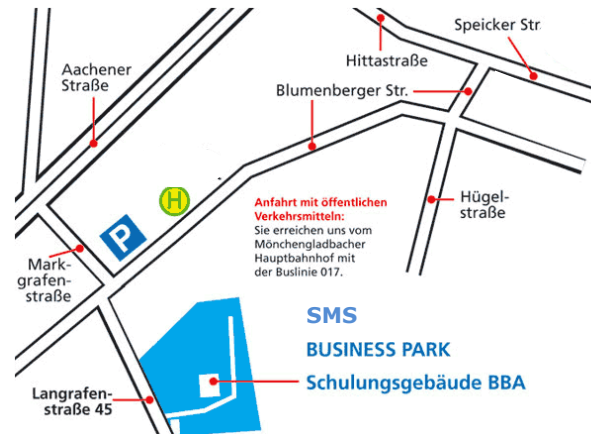 Speicker Str.
Hittastraße
Aachener
Straße
Blumenberger Str.
H
Anfahrt mit öffentlichen
Verkehrsmitteln:
Sie erreichen uns vom
Mönchengladbacher
Hauptbahnhof mit
der Buslinie 017.
Hügel-
straße
P
Mark-
grafen-
straße
SMS
BUSINESS PARK
Schulungsgebäude BBA
Langrafen-
straße 45